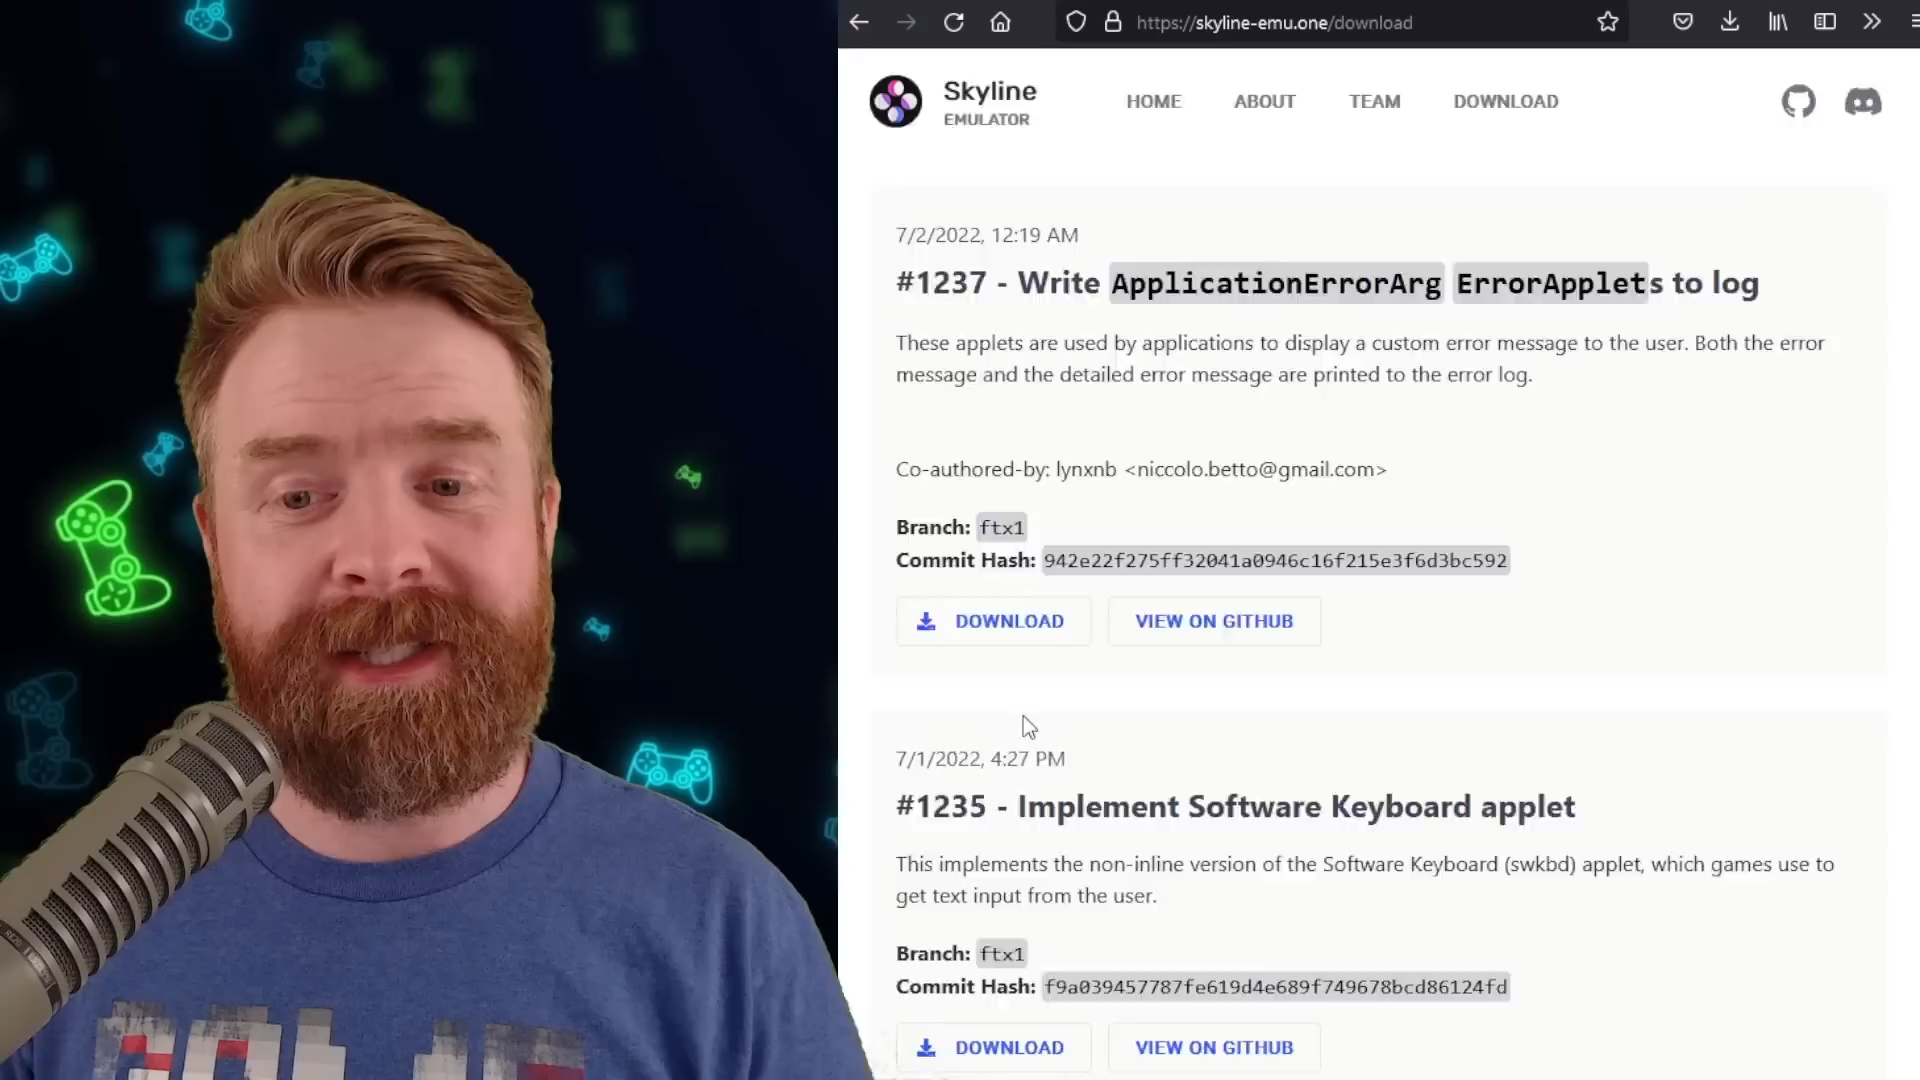 https://skyline-emu.one/download
Skyline
EMULATOR
HOME
ABOUT
TEAM
DOWNLOAD
7/2/2022, 12:19 AM
#1237 - Write ApplicationErrorArg ErrorApplets to log
These applets are used by applications to display a custom error message to the user. Both the error
message and the detailed error message are printed to the error log.
Co-authored-by: lynxnb <niccolo.betto@gmail.com>
Branch: ftx1
Commit Hash: 942e22f275ff32041a0946c16f215e3f6d3bc592
DOWNLOAD
VIEW ON GITHUB
7/1/2022, 4:27 PM
#1235 - Implement Software Keyboard applet
This implements the non-inline version of the Software Keyboard (swkbd) applet, which games use to
get text input from the user.
Branch: ftx1
Commit Hash: f9a039457787fe619d4e689f749678bcd86124fd
DOWNLOAD
VIEW ON GITHUB